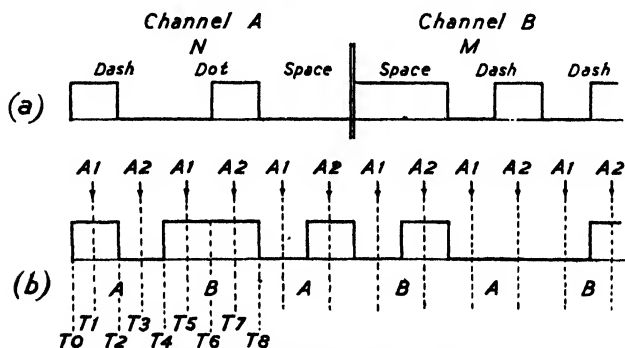 Channel A Channel B
N M
Dash Dot Space Space Dash Dash
(a)
A1 A2 A1 A2 A1 A2 A1 A2 A1 A2 A1 A2
(b) A B A B A B
T1 T3 T5 T7
T0 T2 T4 T6 T8